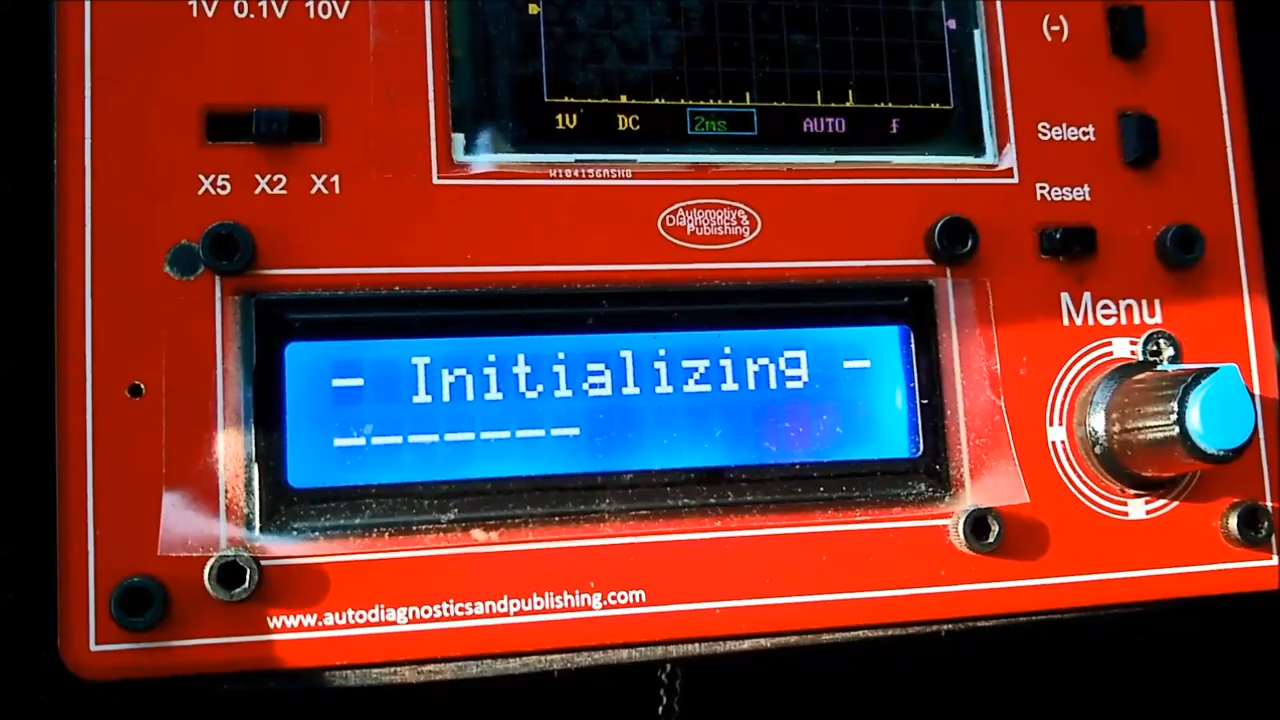 1V 0.1V 10V
(-)
1V DC 2ms AUTO
X5 X2 X1
Select
Reset
Automotive
Diagnostics &
Publishing
Menu
- Initializing -
-------
www.autodiagnosticsandpublishing.com